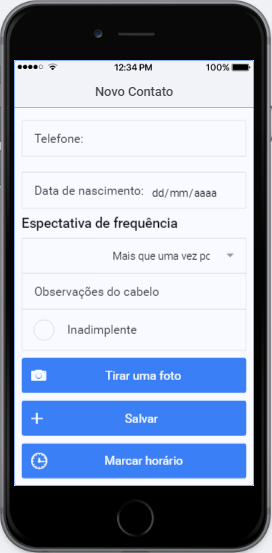 12:34 PM 100%
Novo Contato
Telefone:
Data de nascimento: dd/mm/aaaa
Espectativa de frequência
Mais que uma vez pc
Observações do cabelo
Inadimplente
Tirar uma foto
Salvar
Marcar horário